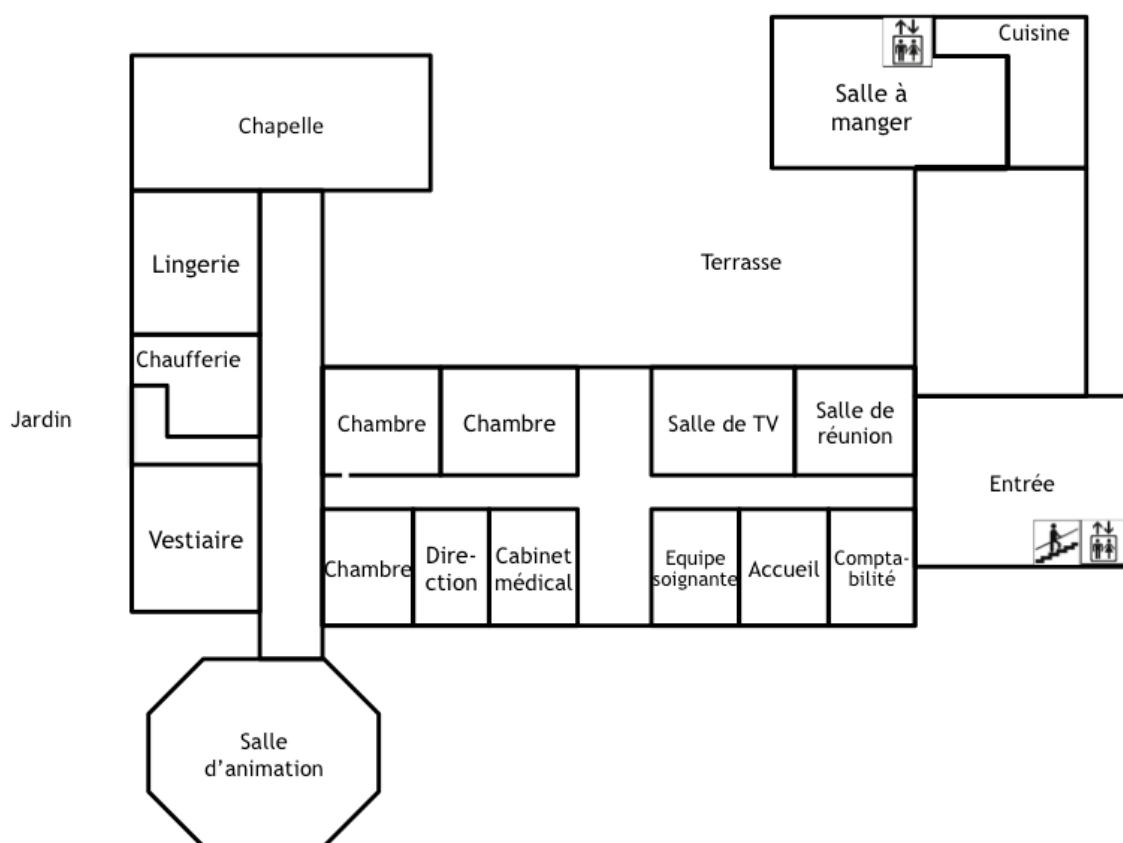 Cuisine
Salle à
manger
Chapelle
Lingerie
Terrasse
Chaufferie
Jardin
Chambre
Chambre
Salle de TV
Salle de
réunion
Entrée
Vestiaire
Chambre
Dire-
ction
Cabinet
médical
Equipe
soignante
Accueil
Compta-
bilité
Salle
d'animation